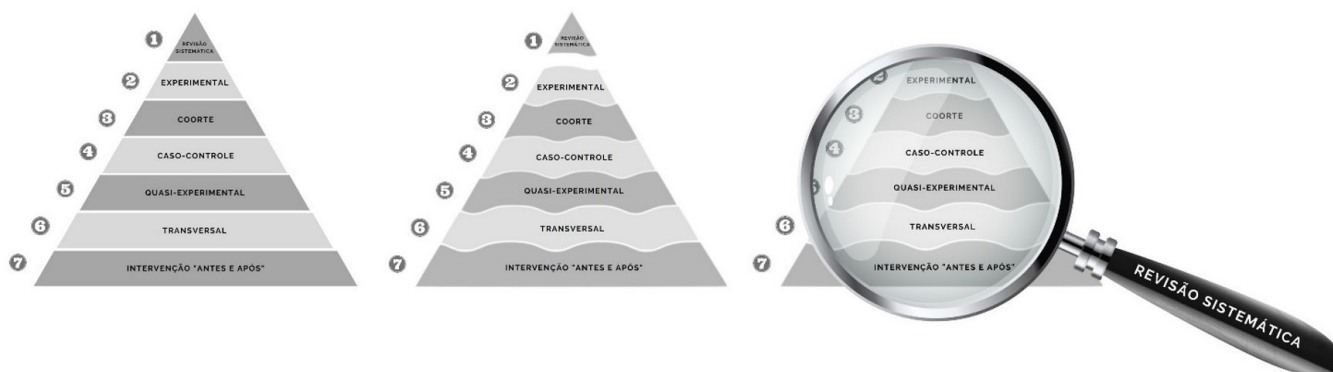 1
REVISÃO
SISTEMÁTICA
2
EXPERIMENTAL
3
COORTE
4
CASO-CONTROLE
5
QUASI-EXPERIMENTAL
6
TRANSVERSAL
7
INTERVENÇÃO "ANTES E APÓS"
1
REVISÃO
SISTEMÁTICA
2
EXPERIMENTAL
3
COORTE
4
CASO-CONTROLE
5
QUASI-EXPERIMENTAL
6
TRANSVERSAL
7
INTERVENÇÃO "ANTES E APÓS"
2
EXPERIMENTAL
3
COORTE
4
CASO-CONTROLE
QUASI-EXPERIMENTAL
6
TRANSVERSAL
7
INTERVENÇÃO "ANTES E APÓS"
REVISÃO SISTEMÁTICA